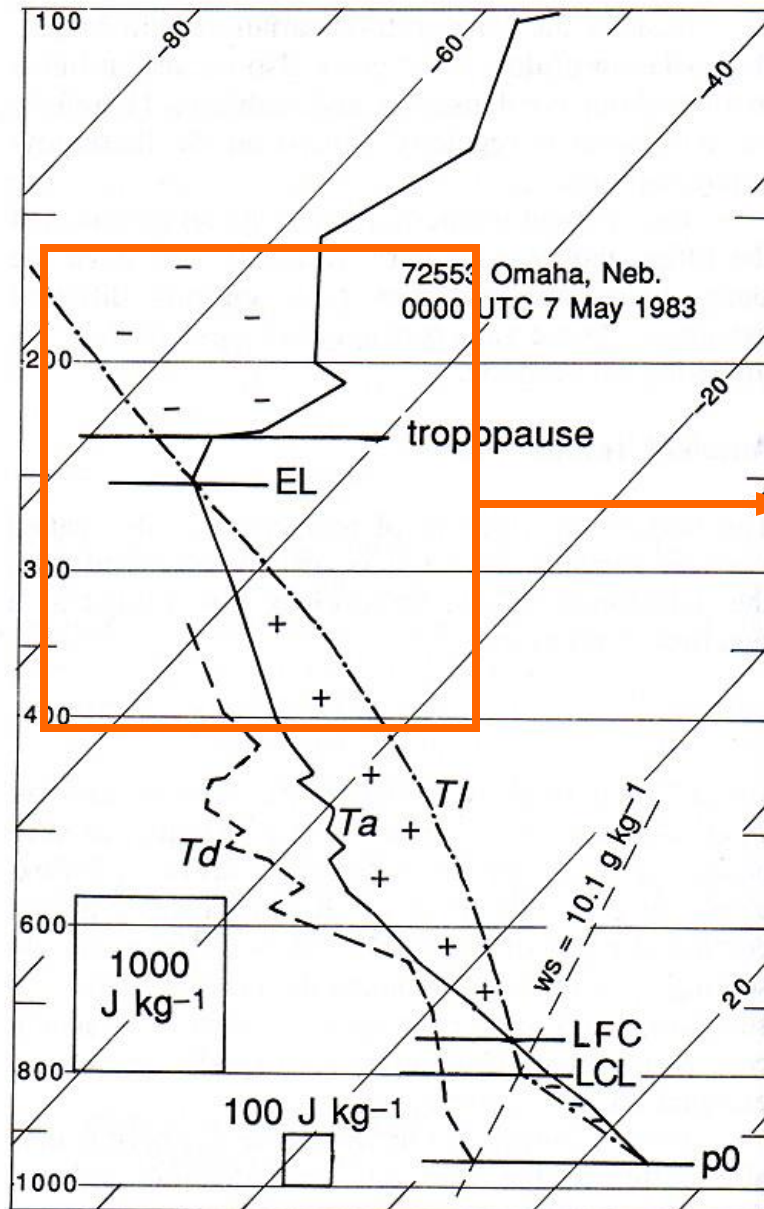 100
-80
-60
-40
72553 Omaha, Neb.
0000 UTC 7 May 1983
200
-20
tropopause
EL
300
400
Tl
Ta
Td
ws = 10.1 g kg⁻¹
600
1000
J kg⁻¹
20
LFC
800
LCL
100 J kg⁻¹
p0
1000